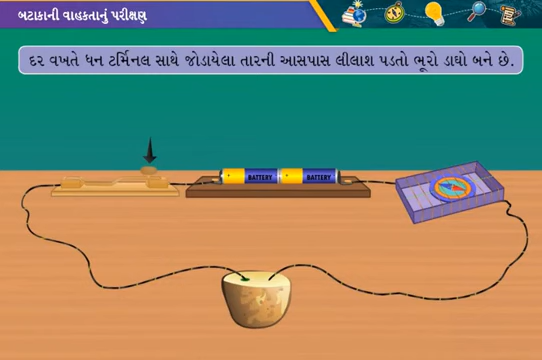 બટાકાની વાહકતાનું પરીક્ષણ
દર વખતે ધન ટર્મિનલ સાથે જોડાયેલા તારની આસપાસ લીલાશ પડતો ભૂરો ડાઘો બને છે.
BATTERY BATTERY